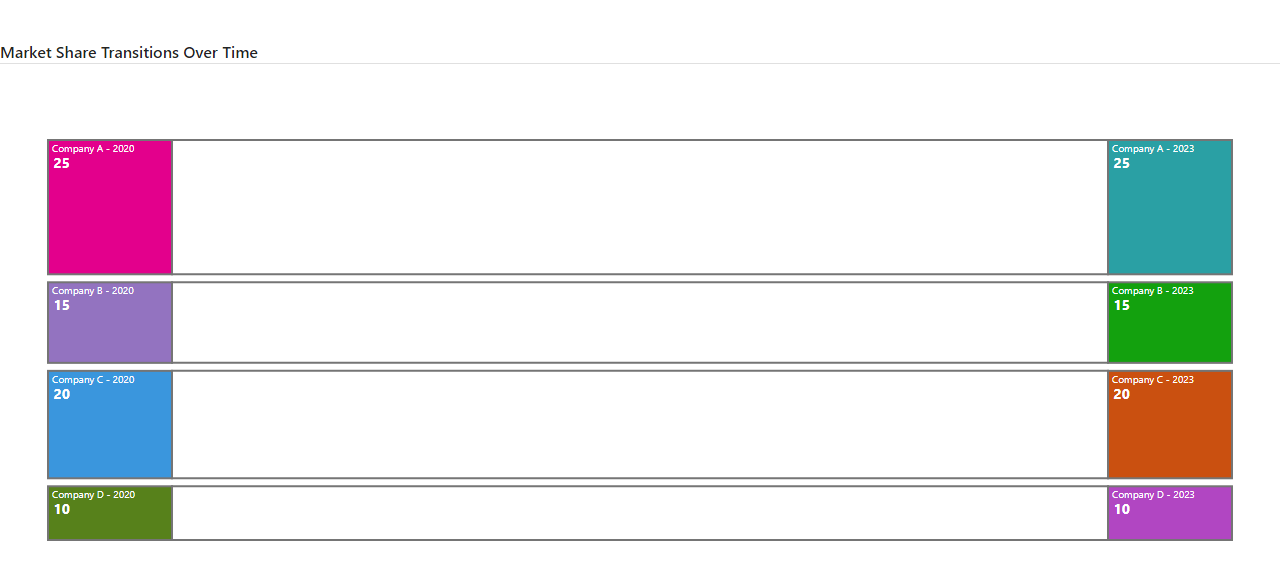 Market Share Transitions Over Time
Company A - 2020
25
Company A - 2023
25
Company B - 2020
15
Company B - 2023
15
Company C - 2020
20
Company C - 2023
20
Company D - 2020
10
Company D - 2023
10